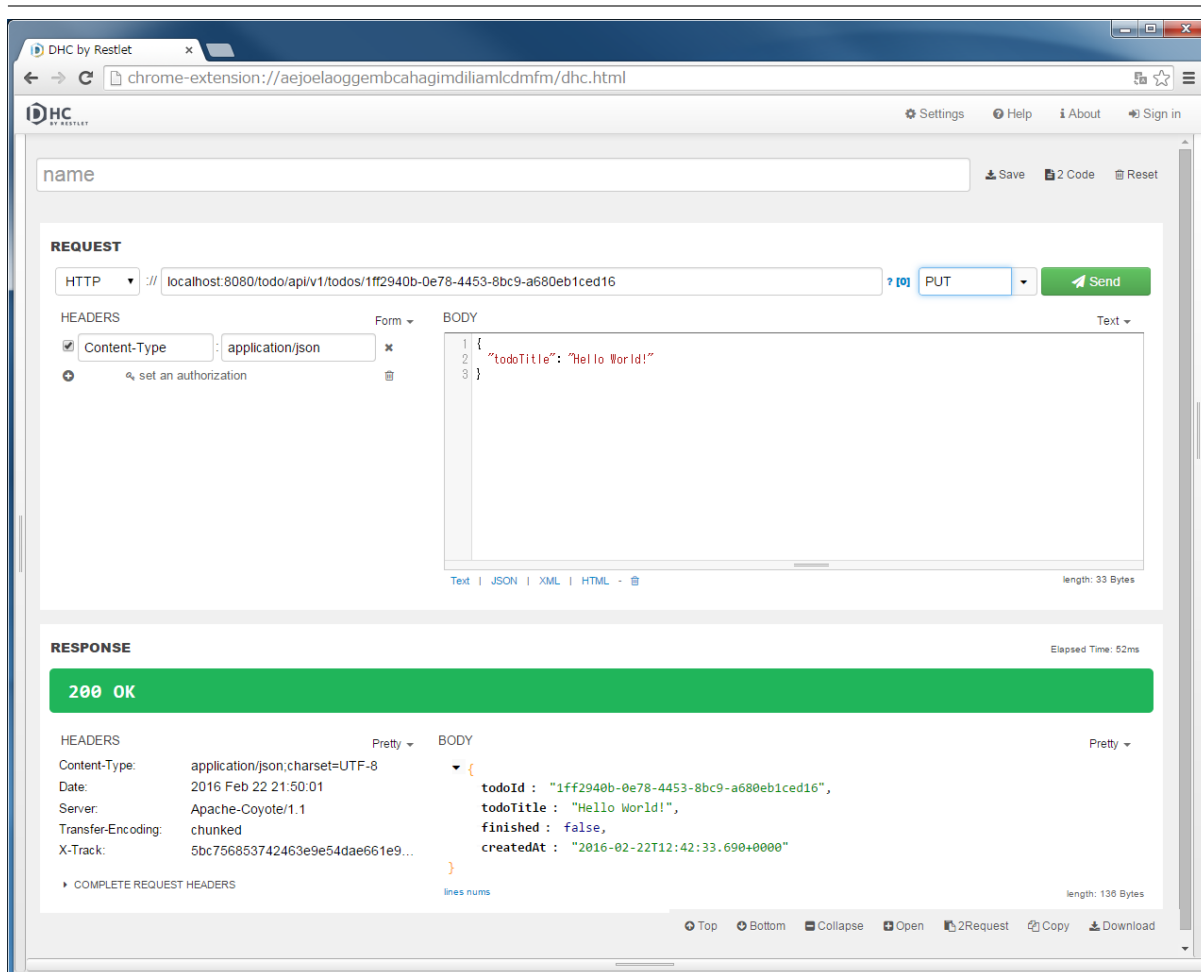 DHC by Restlet
chrome-extension://aejoelaoggembcahagimdiliamlcdmfm/dhc.html
DHC BY RESTLET
Settings Help About Sign in
name
Save 2 Code Reset
REQUEST
HTTP :// localhost:8080/todo/api/v1/todos/1ff2940b-0e78-4453-8bc9-a680eb1ced16 ? [0] PUT Send
HEADERS Form
BODY Text
Content-Type : application/json
set an authorization
1 {
2 "todoTitle": "Hello World!"
3 }
Text | JSON | XML | HTML - length: 33 Bytes
RESPONSE Elapsed Time: 52ms
200 OK
HEADERS Pretty
Content-Type: application/json;charset=UTF-8
Date: 2016 Feb 22 21:50:01
Server: Apache-Coyote/1.1
Transfer-Encoding: chunked
X-Track: 5bc756853742463e9e54dae661e9...
COMPLETE REQUEST HEADERS
BODY Pretty
{
todoId : "1ff2940b-0e78-4453-8bc9-a680eb1ced16",
todoTitle : "Hello World!",
finished : false,
createdAt : "2016-02-22T12:42:33.690+0000"
}
lines nums length: 136 Bytes
Top Bottom Collapse Open 2Request Copy Download